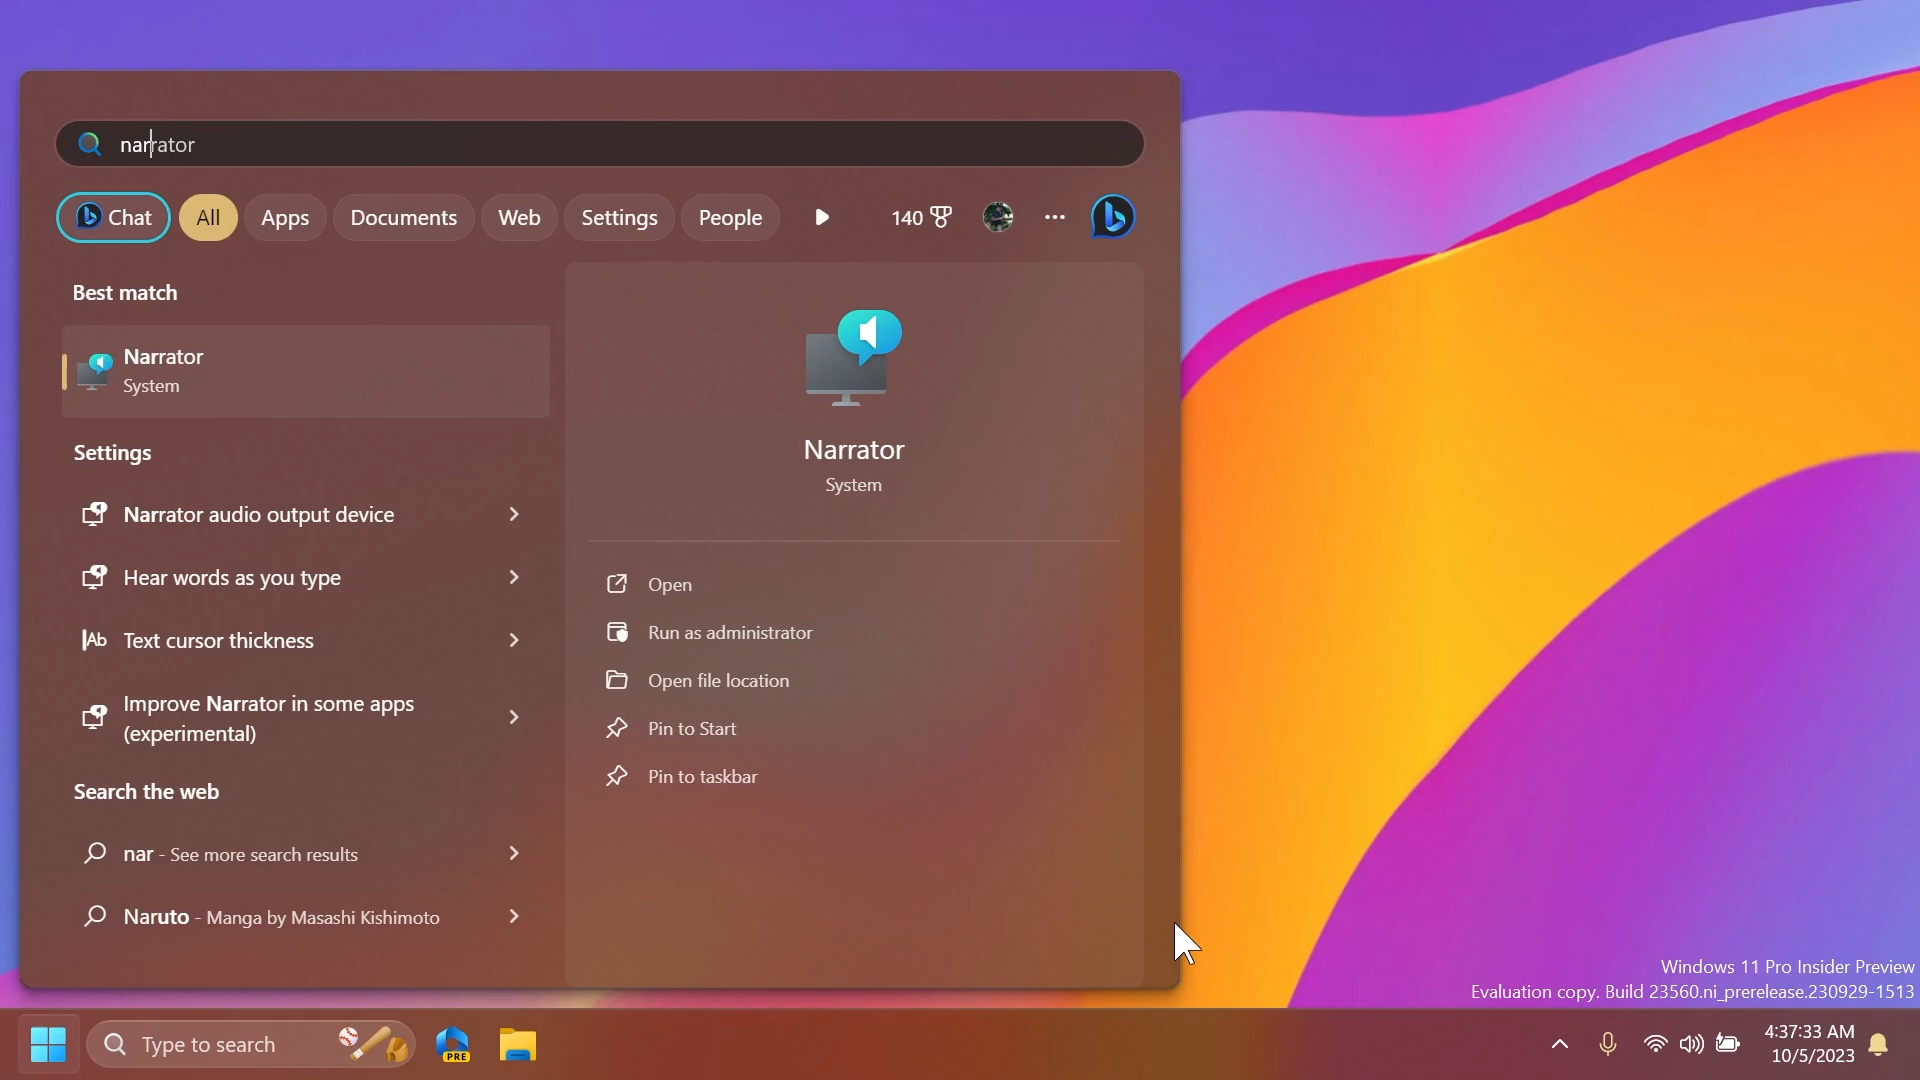 narrator
Chat
All
Apps
Documents
Web
Settings
People
140
Best match
Narrator
System
Settings
Narrator audio output device
Hear words as you type
Text cursor thickness
Improve Narrator in some apps
(experimental)
Search the web
nar - See more search results
Naruto - Manga by Masashi Kishimoto
Narrator
System
Open
Run as administrator
Open file location
Pin to Start
Pin to taskbar
Windows 11 Pro Insider Preview
Evaluation copy. Build 23560.ni_prerelease.230929-1513
Type to search
PRE
4:37:33 AM
10/5/2023